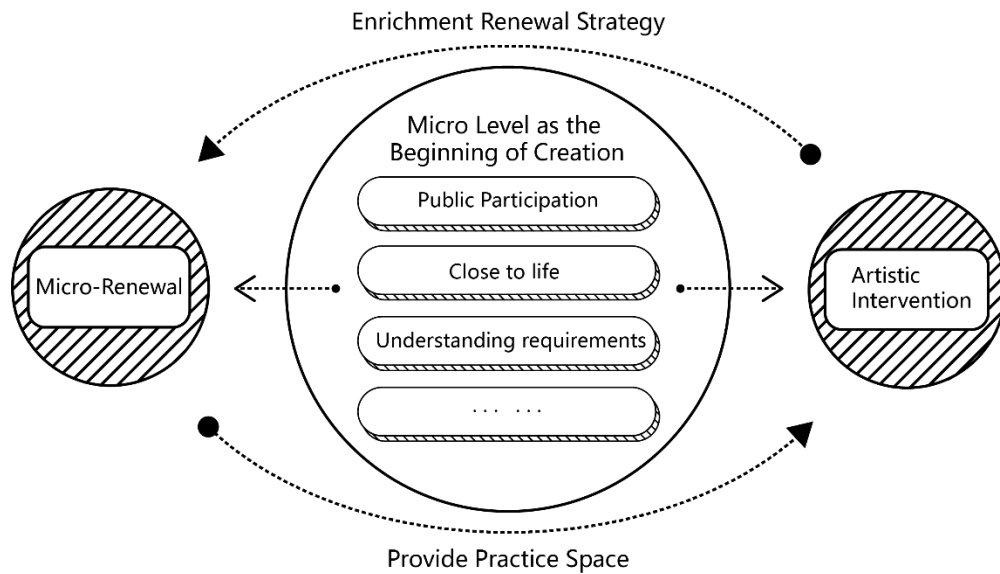 Enrichment Renewal Strategy
Micro Level as the
Beginning of Creation
Public Participation
Close to life
Understanding requirements
... ...
Micro-Renewal
Artistic
Intervention
Provide Practice Space